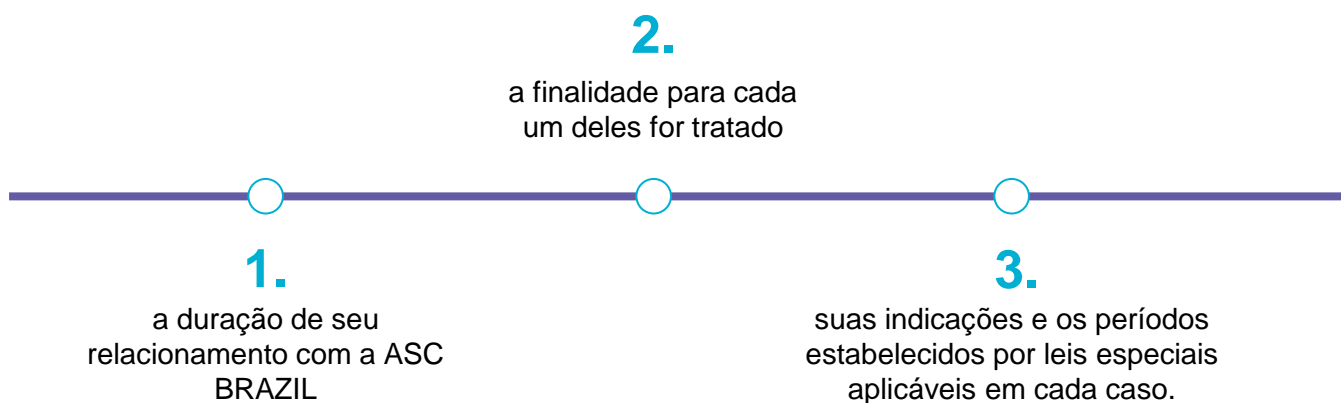 1.
a duração de seu
relacionamento com a ASC
BRAZIL
2.
a finalidade para cada
um deles for tratado
3.
suas indicações e os períodos
estabelecidos por leis especiais
aplicáveis em cada caso.